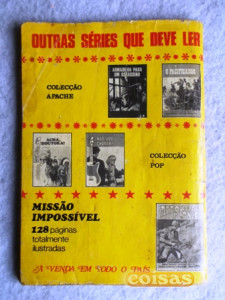 OUTRAS SÉRIES QUE DEVE LER
COLECÇÃO
APACHE
O PACIFICADOR
COLECÇÃO
POP
MISSÃO
IMPOSSÍVEL
128 páginas
totalmente
ilustradas
À VENDA EM TODO O PAÍS
coisas